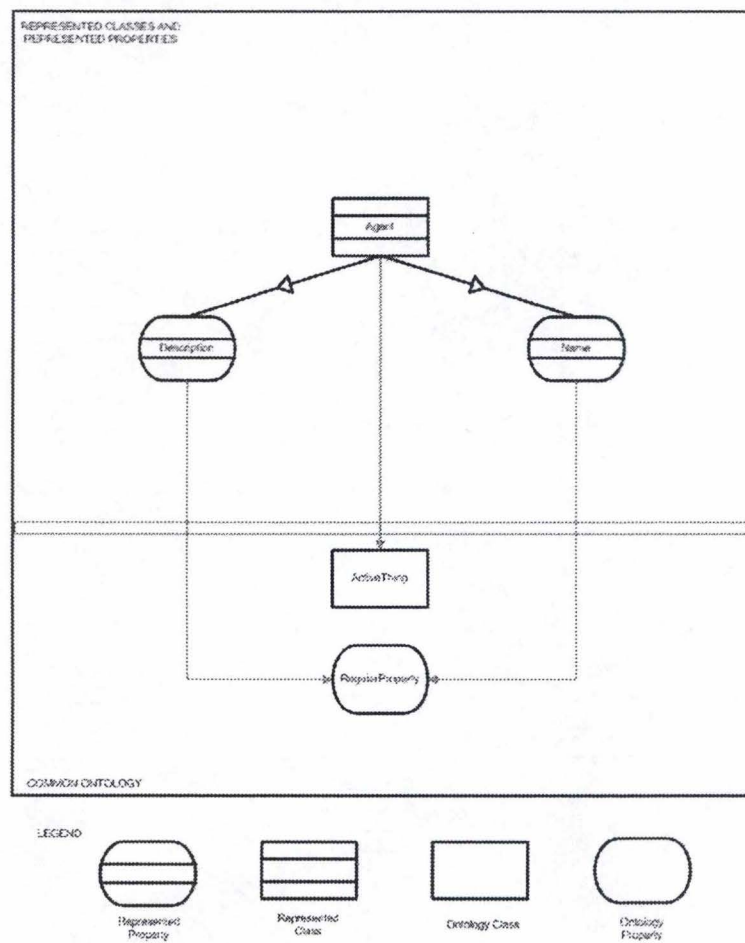 REPRESENTED CLASSES AND
REPRESENTED PROPERTIES
Agent
Description
Name
ActiveThing
RegularProperty
COMMON ONTOLOGY
LEGEND
Represented
Property
Represented
Class
Ontology Class
Ontology
Property